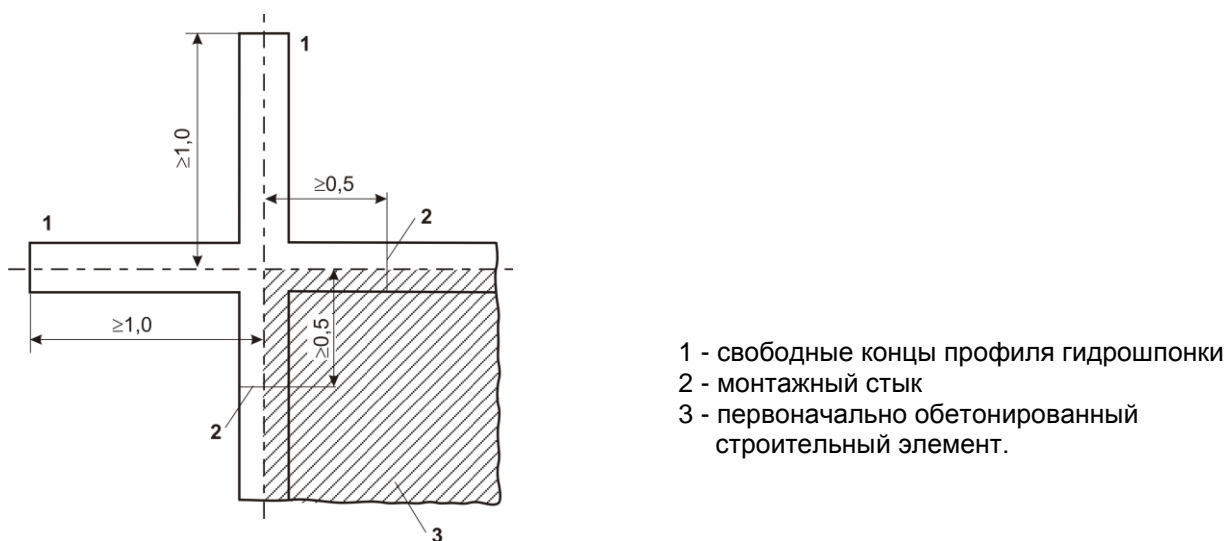 1
≥1,0
≥0,5
1
2
≥1,0
≥0,5
2
3
1 - свободные концы профиля гидрошпонки
2 - монтажный стык
3 - первоначально обетонированный
строительный элемент.